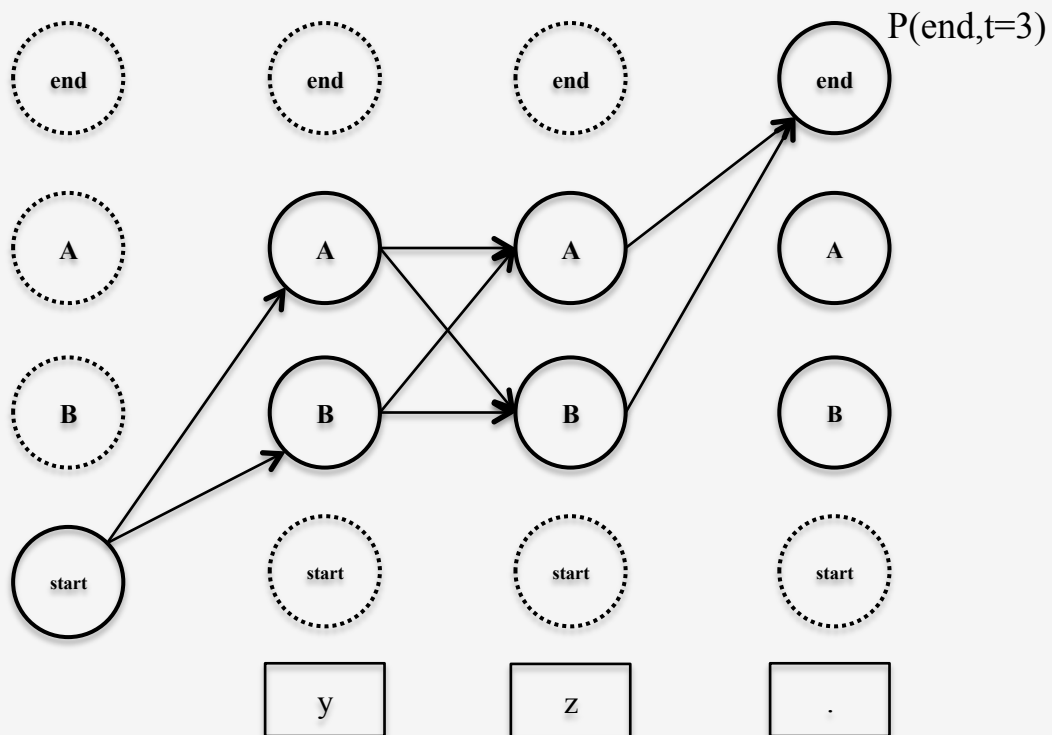 P(end,t=3)
end end end end
A A A A
B B B B
start start start start
y z .